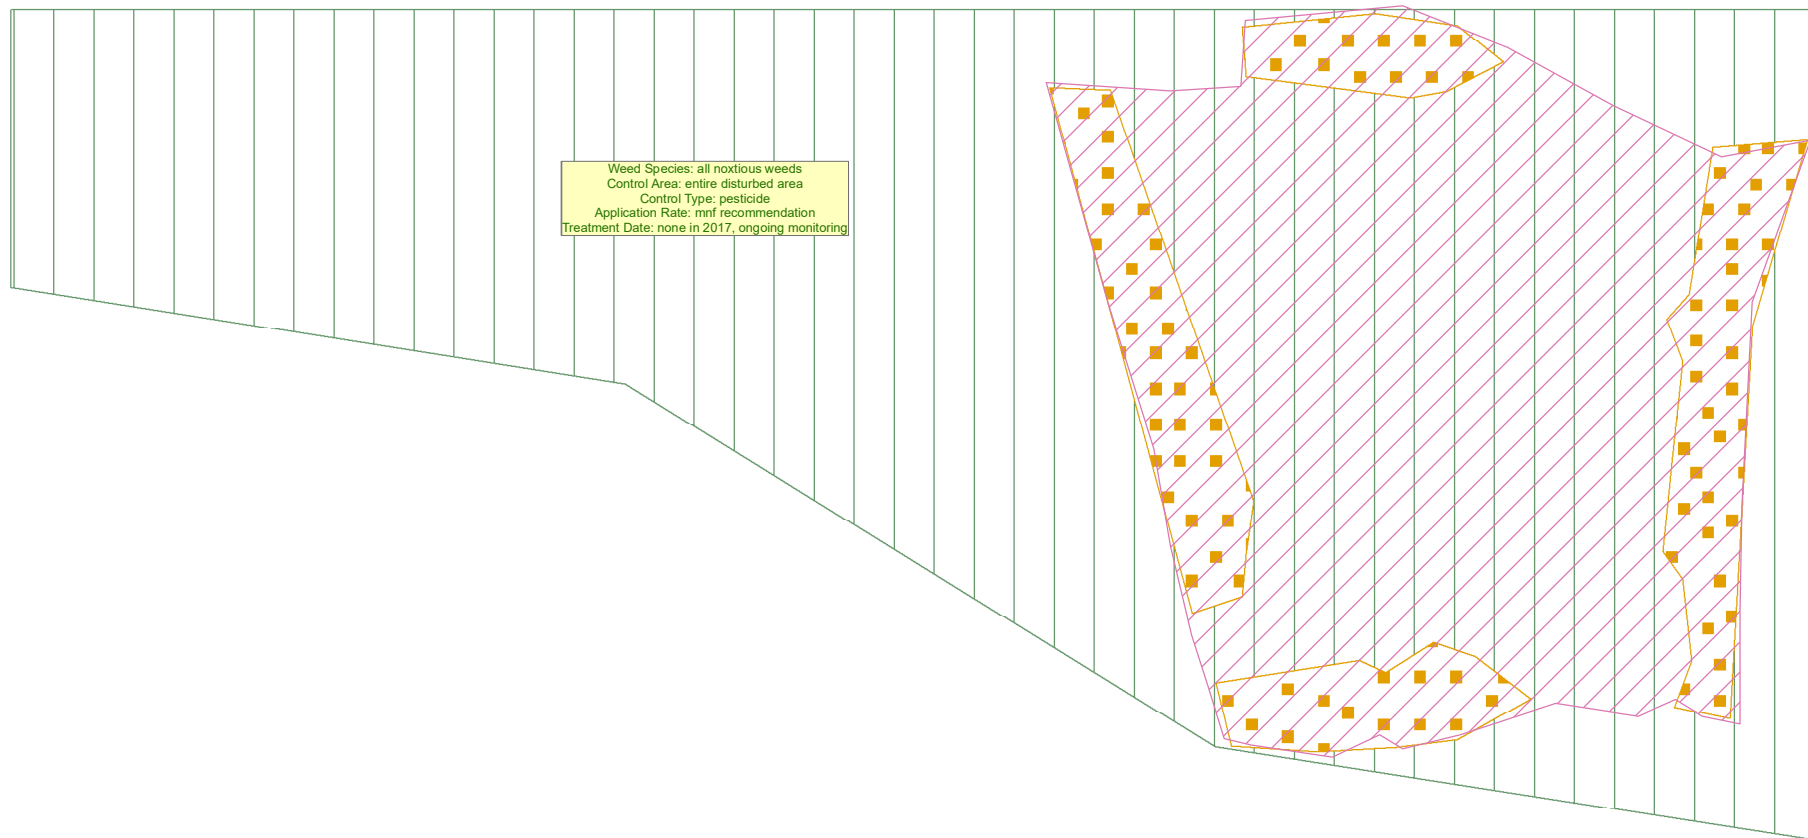 Weed Species: all noxtious weeds
Control Area: entire disturbed area
Control Type: pesticide
Application Rate: mnf recommendation
Treatment Date: none in 2017, ongoing monitoring